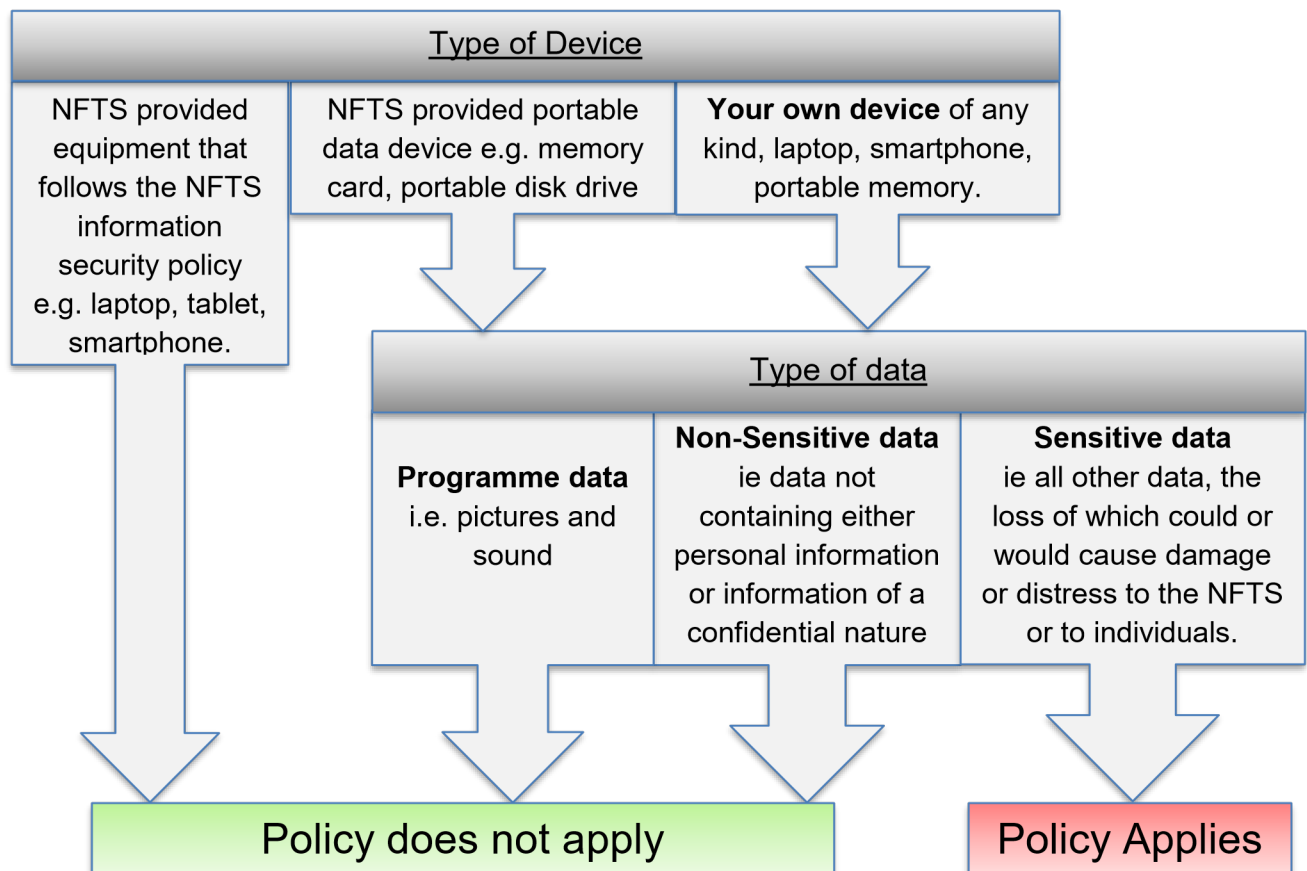 Type of Device
NFTS provided
equipment that
follows the NFTS
information
security policy
e.g. laptop, tablet,
smartphone.
NFTS provided portable
data device e.g. memory
card, portable disk drive
Your own device of any
kind, laptop, smartphone,
portable memory.
Type of data
Programme data
i.e. pictures and
sound
Non-Sensitive data
ie data not
containing either
personal information
or information of a
confidential nature
Sensitive data
ie all other data, the
loss of which could or
would cause damage
or distress to the NFTS
or to individuals.
Policy does not apply
Policy Applies